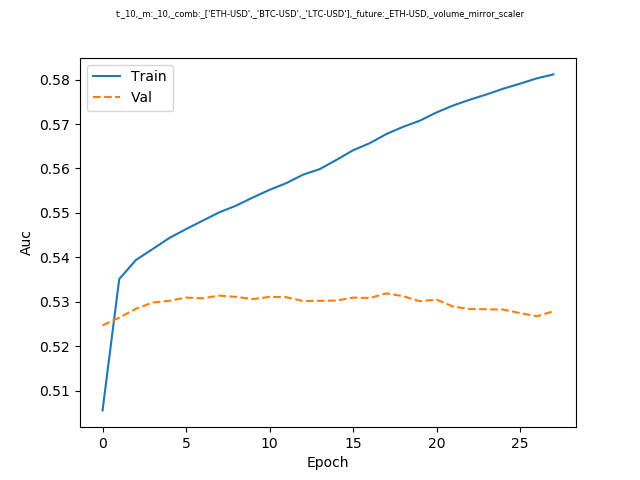 t:_10,_m:_10,_comb:_['ETH-USD',_'BTC-USD',_'LTC-USD'],_future:_ETH-USD,_volume_mirror_scaler
Train
Val
0.58
0.57
0.56
0.55
0.54
0.53
0.52
0.51
Auc
0 5 10 15 20 25
Epoch